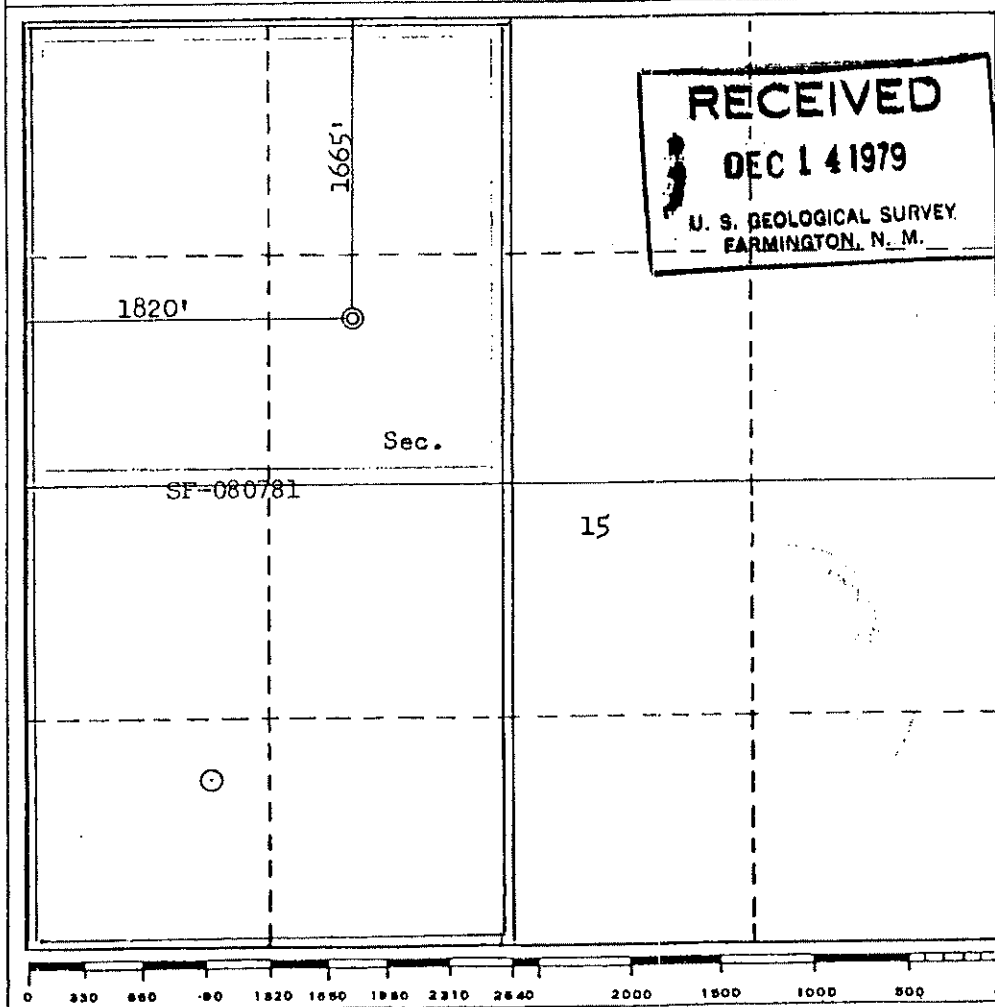 RECEIVED
DEC 14 1979
U. S. GEOLOGICAL SURVEY
FARMINGTON, N. M.
1665'
1820'
Sec.
SF-080781
15
0 330 660 -90 1320 1650 1980 2310 2640 2000 1500 1000 500